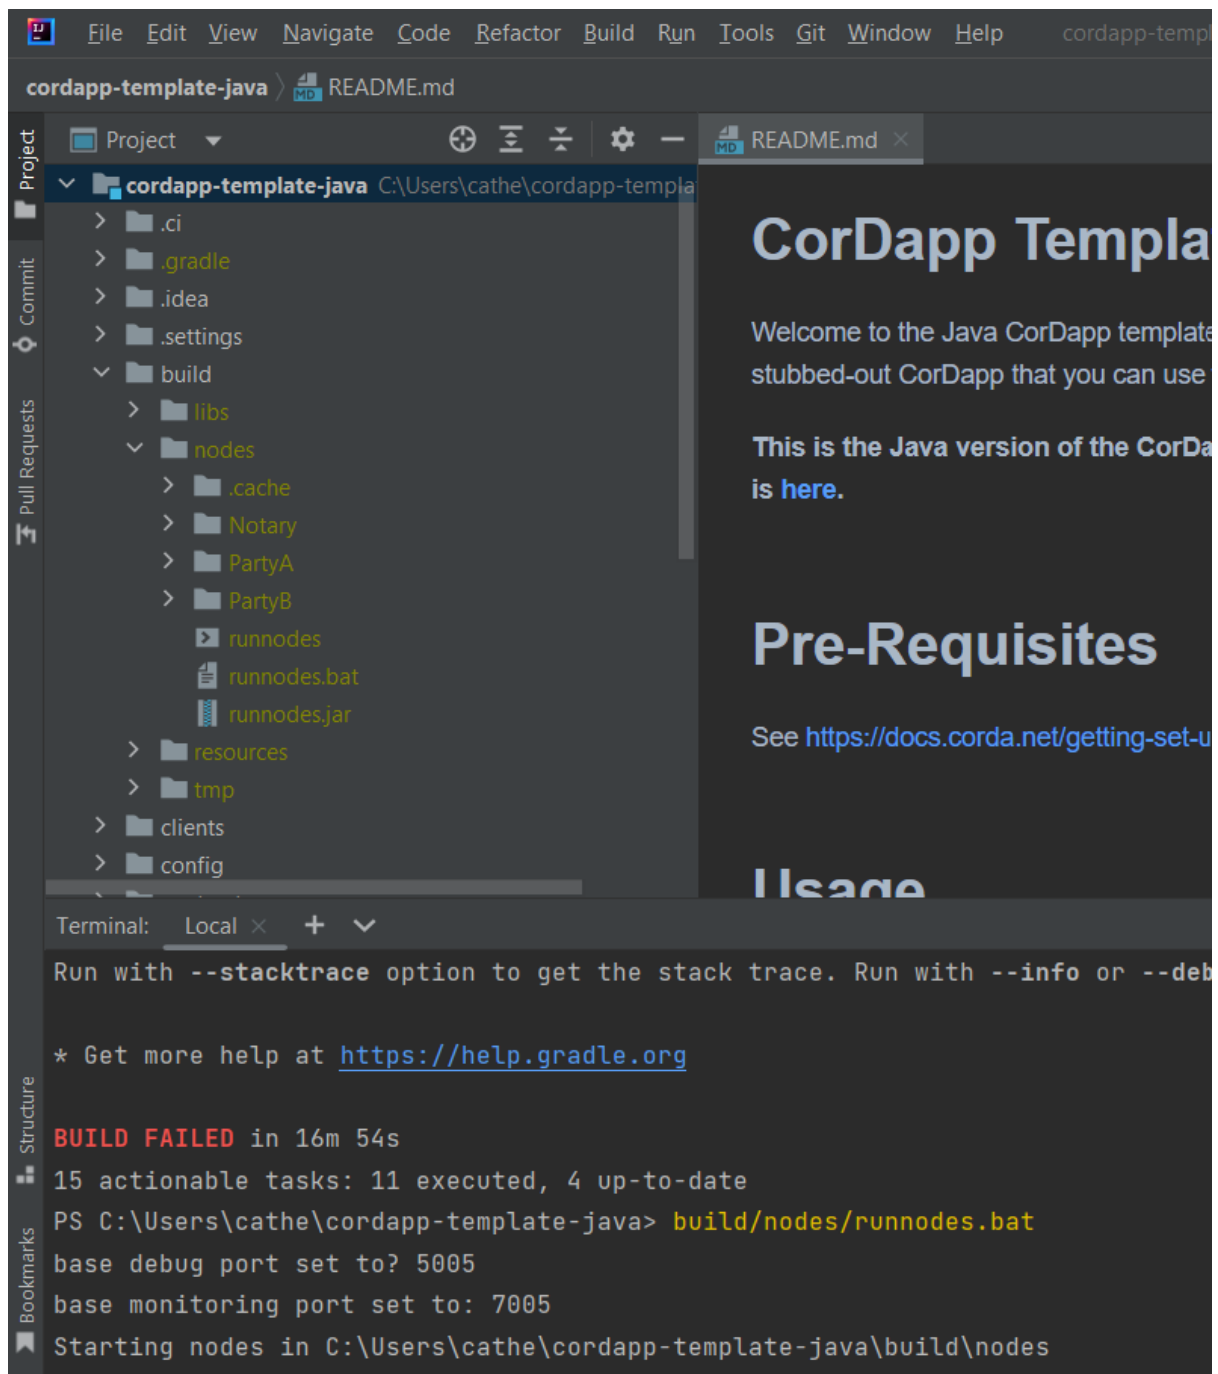 File Edit View Navigate Code Refactor Build Run Tools Git Window Help cordapp-templ
cordapp-template-java README.md
Project
README.md
cordapp-template-java C:\Users\cathe\cordapp-templa
.ci
.gradle
.idea
.settings
build
libs
nodes
.cache
Notary
PartyA
PartyB
runnodes
runnodes.bat
runnodes.jar
resources
tmp
clients
config
Project
Commit
Pull Requests
Structure
Bookmarks
CorDapp Templa
Welcome to the Java CorDapp template
stubbed-out CorDapp that you can use
This is the Java version of the CorDa
is here.
Pre-Requisites
See https://docs.corda.net/getting-set-u
Usage
Terminal: Local
Run with --stacktrace option to get the stack trace. Run with --info or --deb
* Get more help at https://help.gradle.org
BUILD FAILED in 16m 54s
15 actionable tasks: 11 executed, 4 up-to-date
PS C:\Users\cathe\cordapp-template-java> build/nodes/runnodes.bat
base debug port set to? 5005
base monitoring port set to: 7005
Starting nodes in C:\Users\cathe\cordapp-template-java\build\nodes